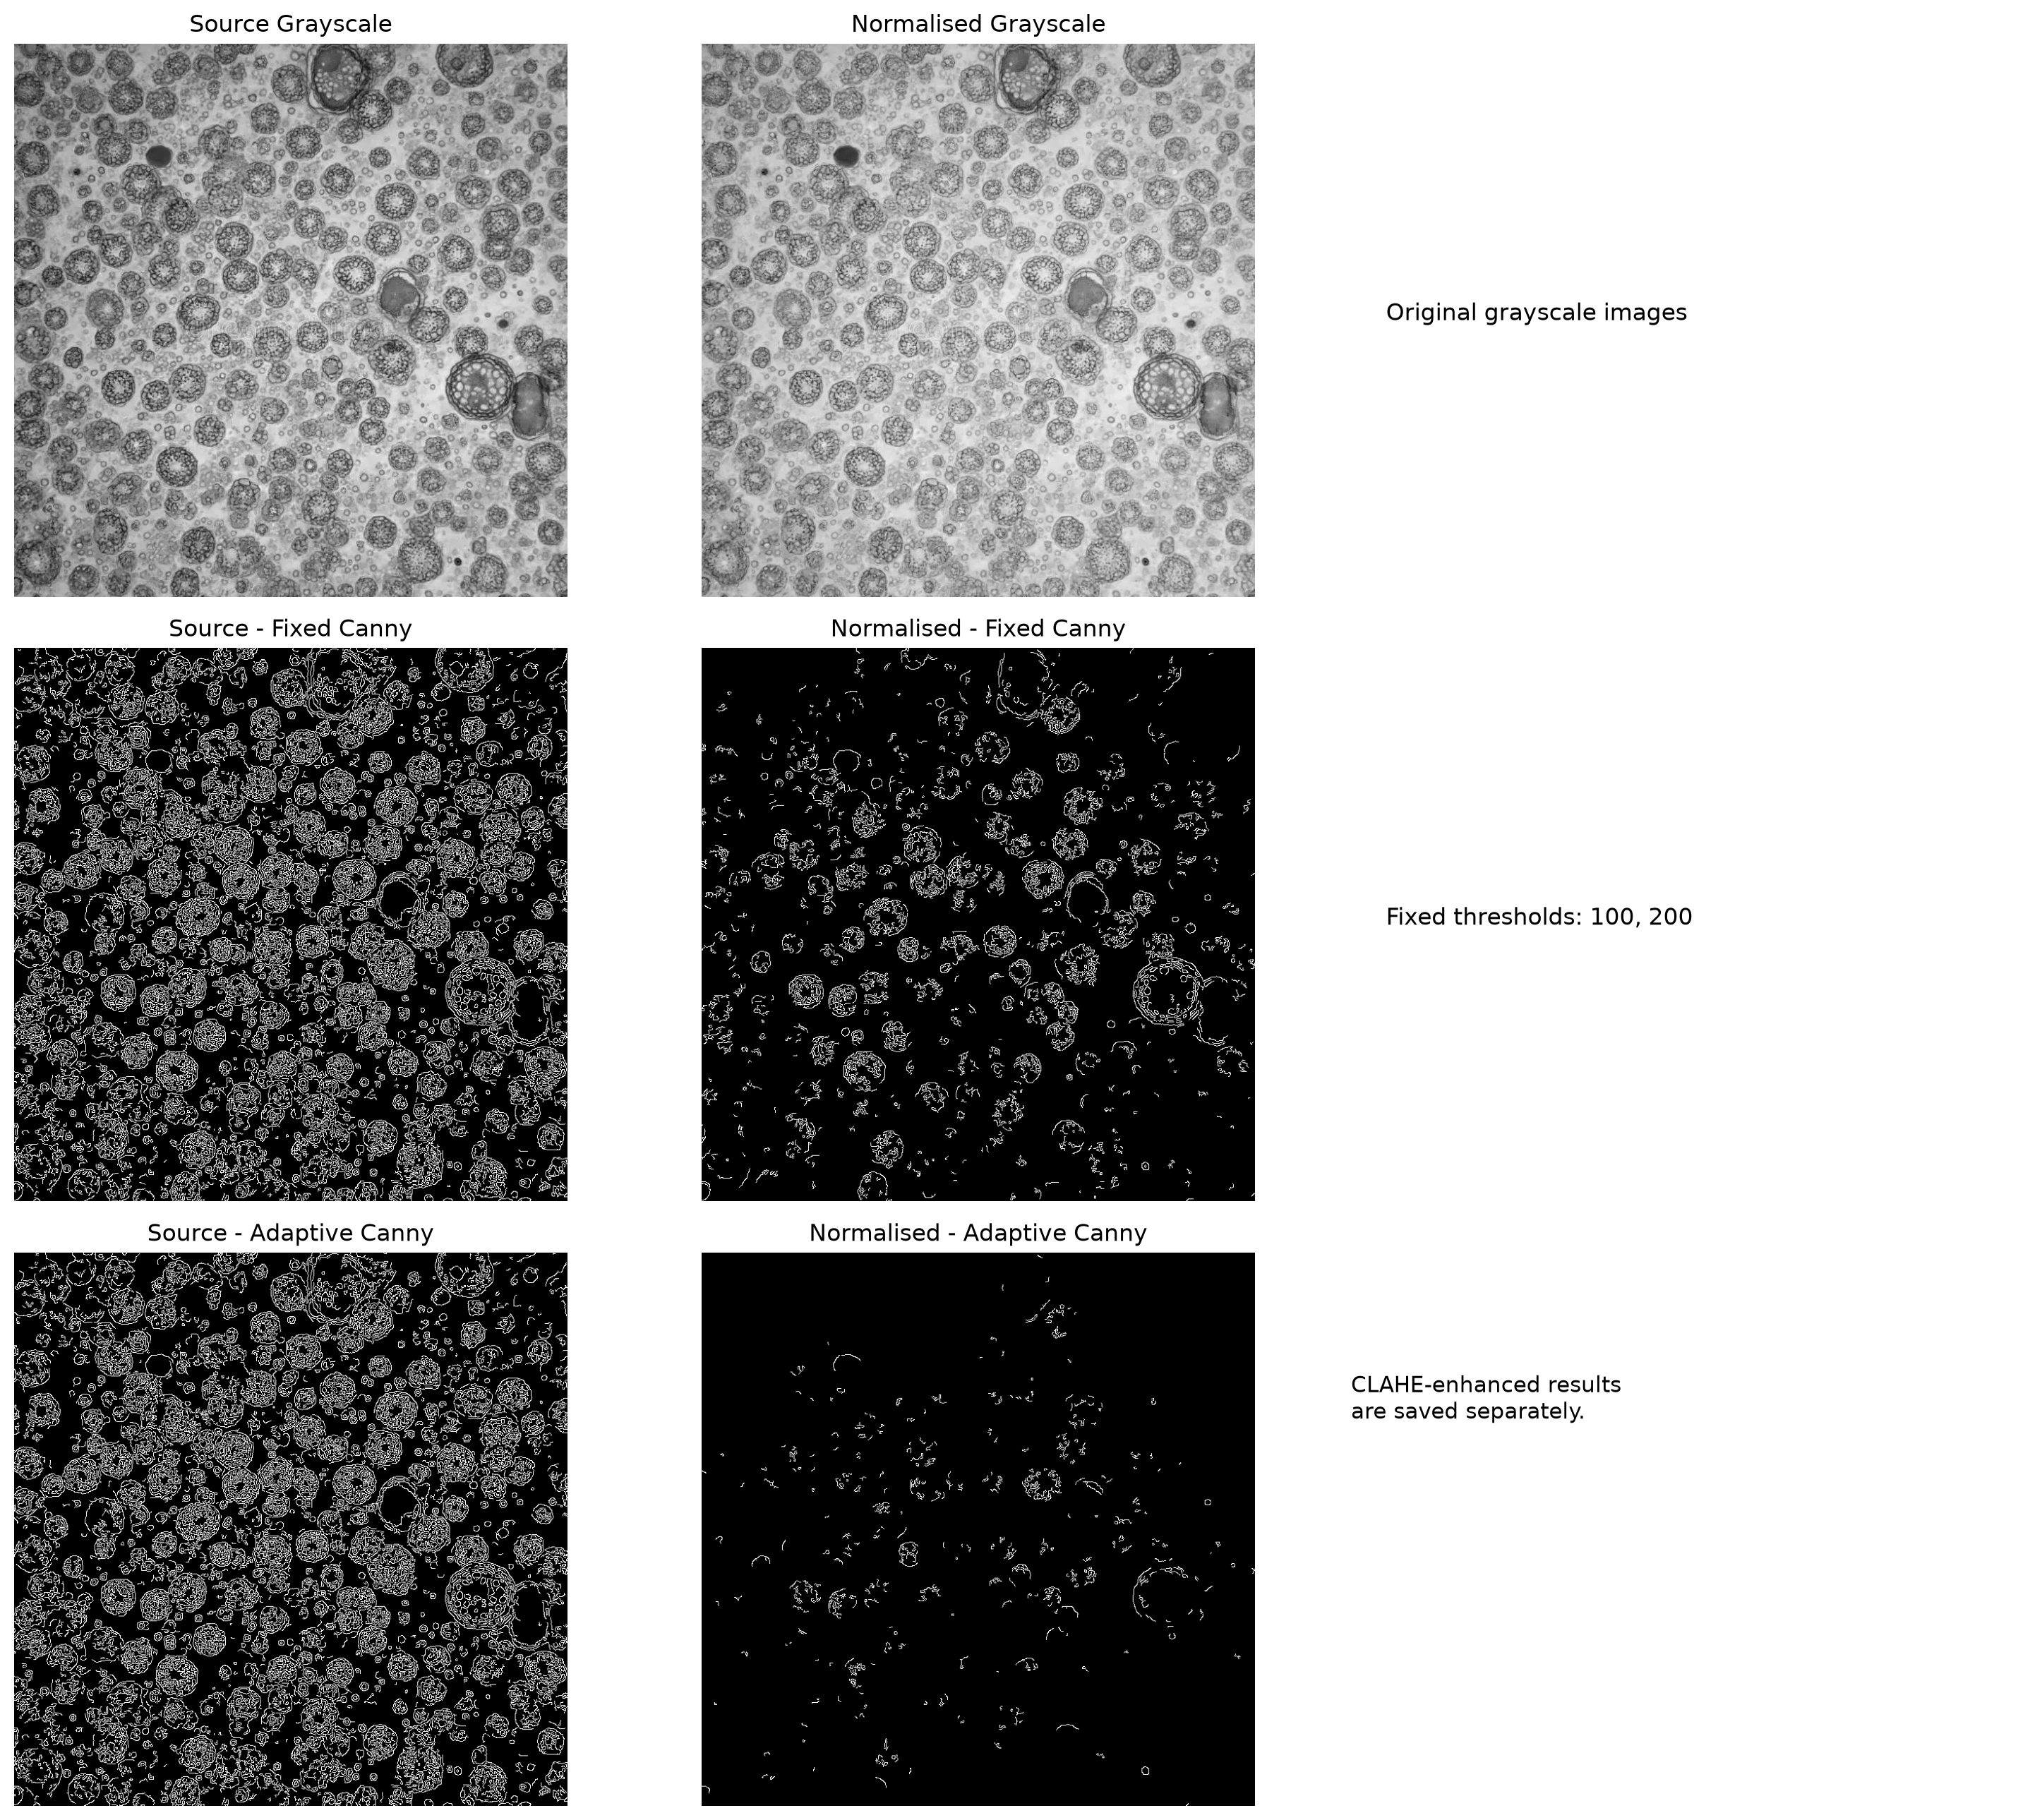 Source Grayscale
Normalised Grayscale
Original grayscale images
Source - Fixed Canny
Normalised - Fixed Canny
Fixed thresholds: 100, 200
Source - Adaptive Canny
Normalised - Adaptive Canny
CLAHE-enhanced results
are saved separately.